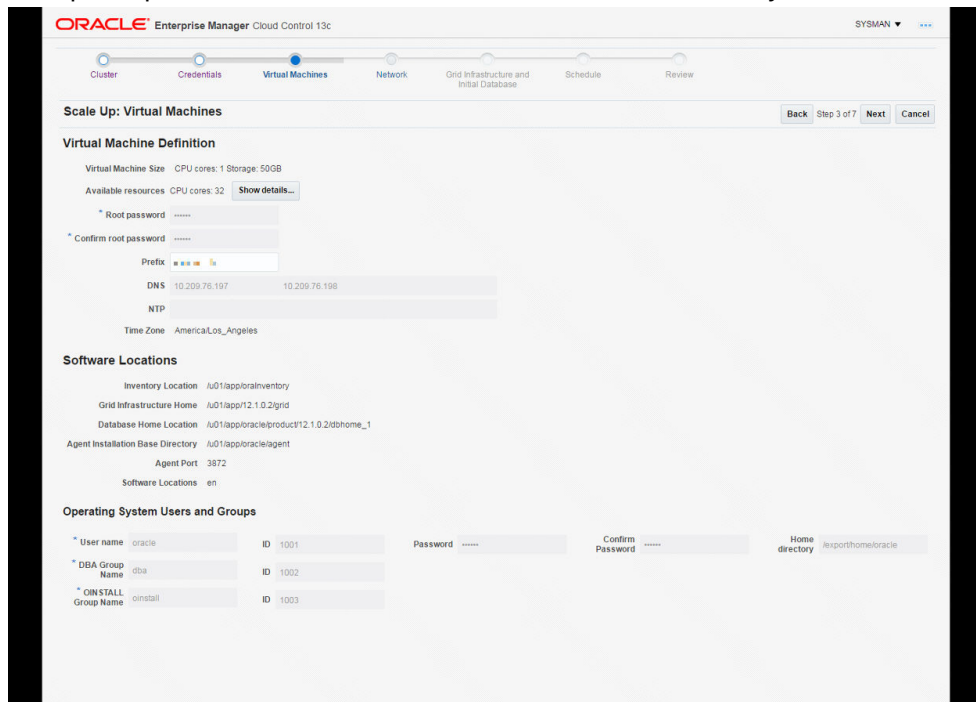 ORACLE Enterprise Manager Cloud Control 13c
SYSMAN
Cluster
Credentials
Virtual Machines
Network
Grid Infrastructure and
Initial Database
Schedule
Review
Scale Up: Virtual Machines
Back Step 3 of 7 Next Cancel
Virtual Machine Definition
Virtual Machine Size CPU cores: 1 Storage: 50GB
Available resources CPU cores: 32 Show details...
* Root password ······
* Confirm root password ······
Prefix
DNS 10.209.76.197 10.209.76.198
NTP
Time Zone America/Los_Angeles
Software Locations
Inventory Location /u01/app/oraInventory
Grid Infrastructure Home /u01/app/12.1.0.2/grid
Database Home Location /u01/app/oracle/product/12.1.0.2/dbhome_1
Agent Installation Base Directory /u01/app/oracle/agent
Agent Port 3872
Software Locations en
Operating System Users and Groups
* User name oracle ID 1001 Password ······ Confirm Password ······ Home directory /export/home/oracle
* DBA Group Name dba ID 1002
* OINSTALL Group Name oinstall ID 1003